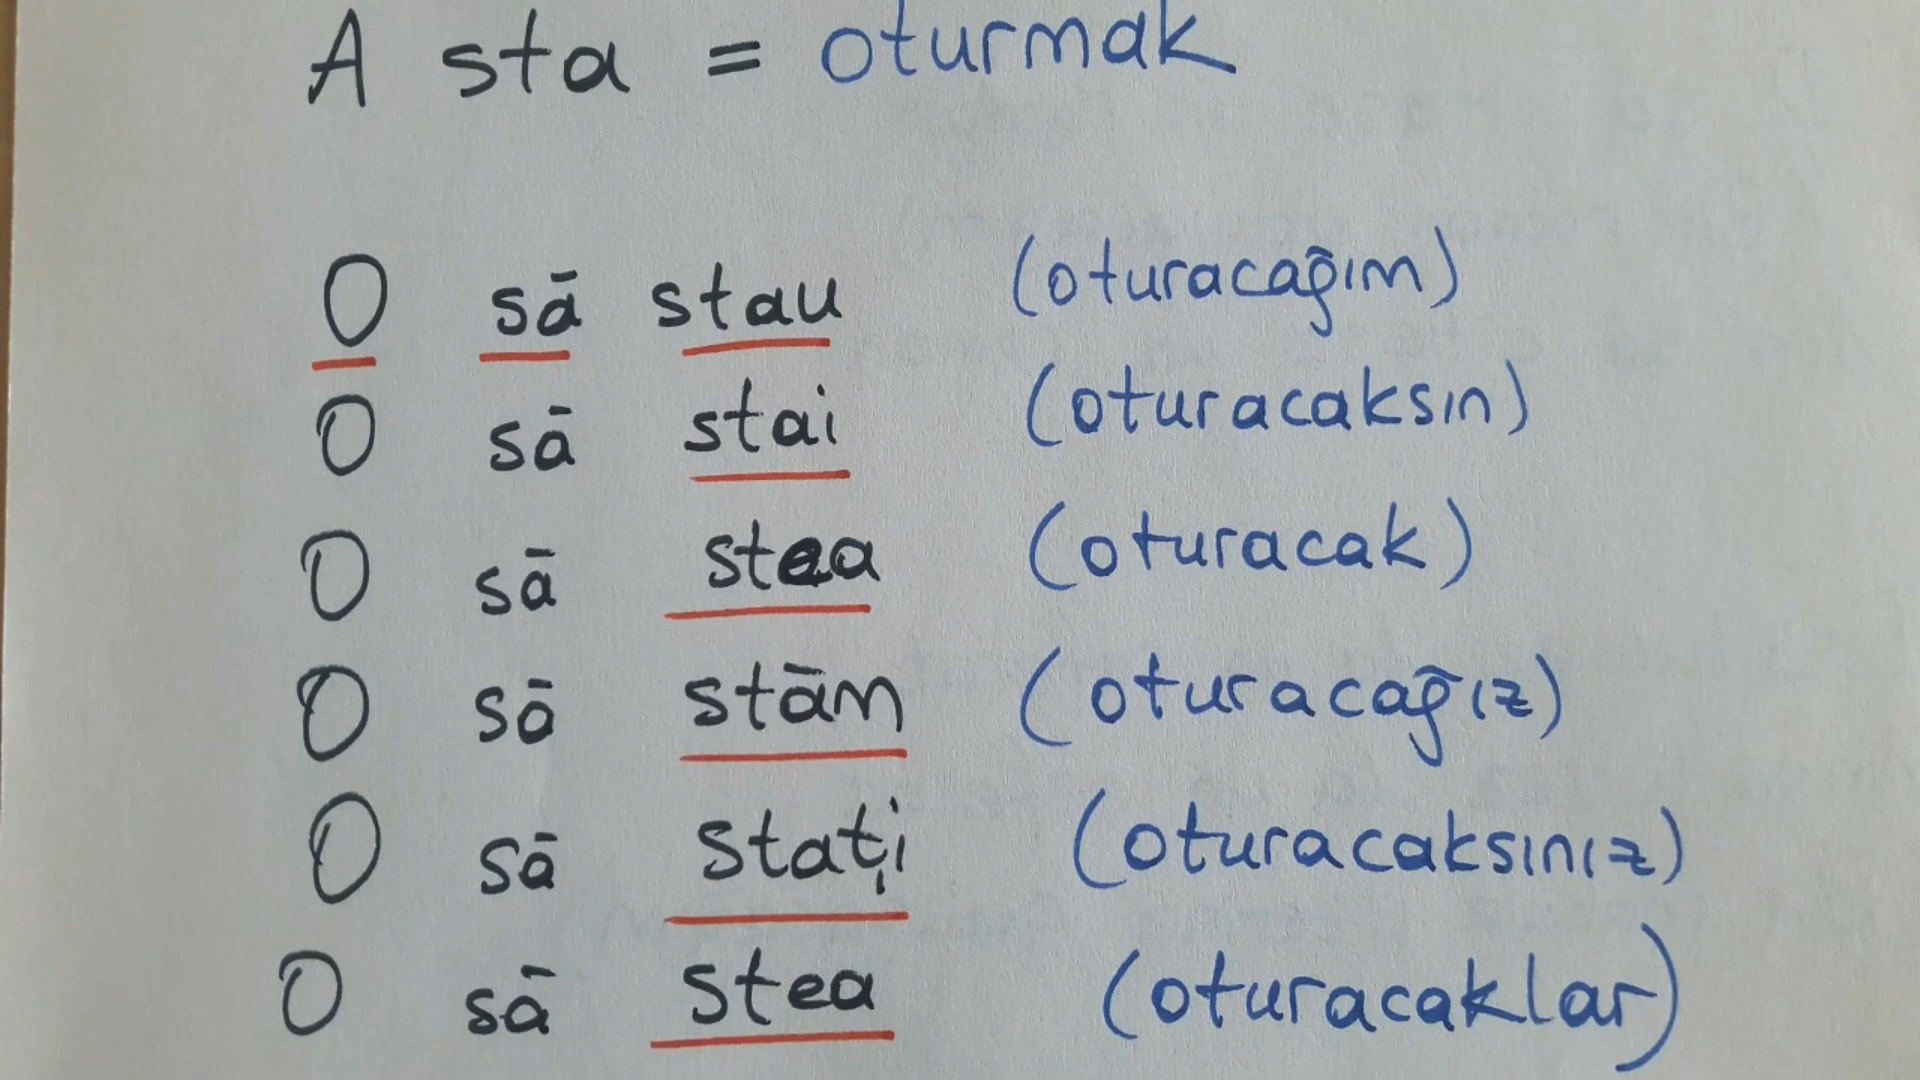 A sta = oturmak
O să stau (oturacağım)
O să stai (oturacaksın)
O să stea (oturacak)
O să stăm (oturacağız)
O să stați (oturacaksınız)
O să stea (oturacaklar)